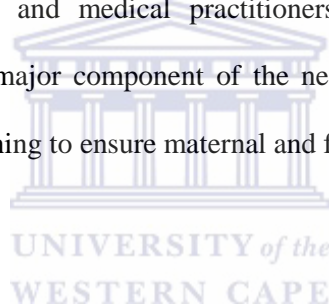 and medical practitioners
major component of the ne
ning to ensure maternal and f
UNIVERSITY of the
WESTERN CAPE